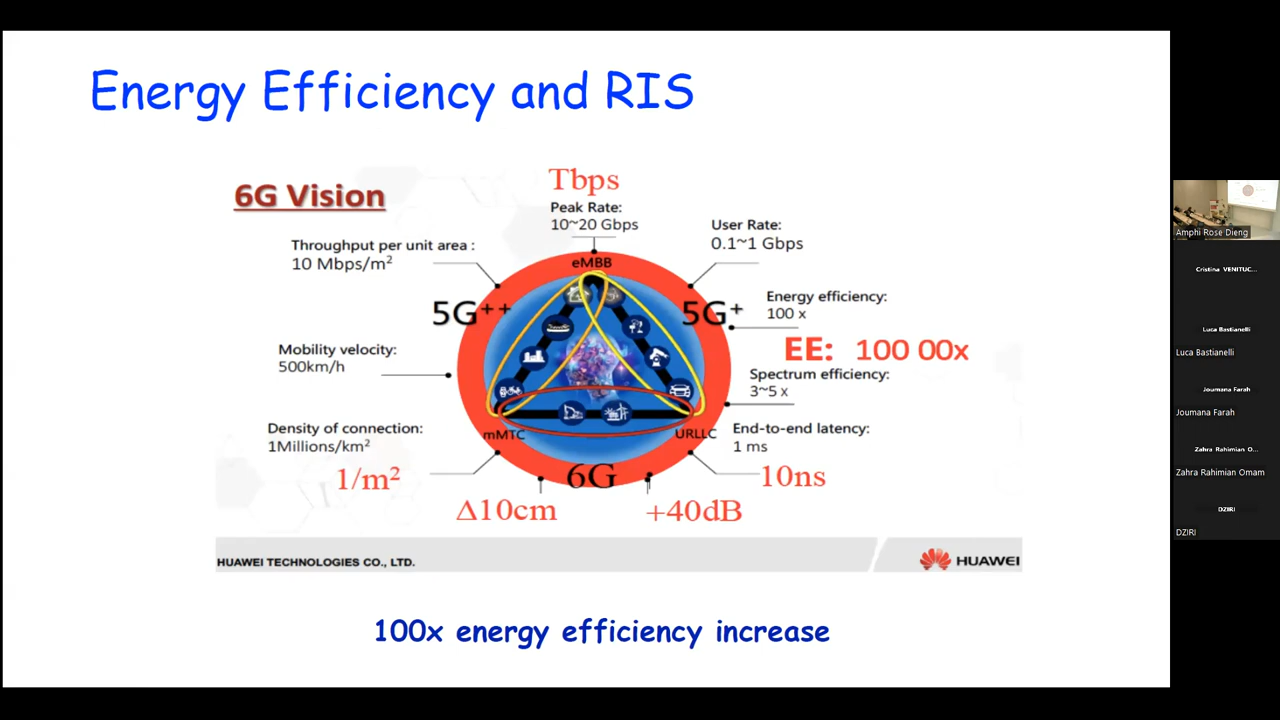 Energy Efficiency and RIS
6G Vision
Tbps
Peak Rate:
10~20 Gbps
User Rate:
0.1~1 Gbps
Throughput per unit area :
10 Mbps/m²
eMBB
5G++
5G+
Energy efficiency:
100 x
EE: 100 00x
Mobility velocity:
500km/h
Spectrum efficiency:
3~5 x
Density of connection:
1Millions/km²
1/m²
mMTC
URLLC
End-to-end latency:
1 ms
10ns
6G
Δ10cm
+40dB
HUAWEI TECHNOLOGIES CO., LTD.
HUAWEI
100x energy efficiency increase
Amphi Rose Dieng
Cristina VENITUC...
Luca Bastianelli
Luca Bastianelli
Joumana Farah
Joumana Farah
Zahra Rahimian O...
Zahra Rahimian Omam
DZIRI
DZIRI